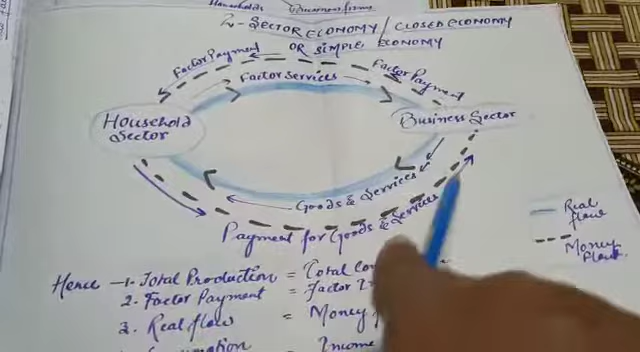 Households Business firms
2-SECTOR ECONOMY / CLOSED ECONOMY
OR SIMPLE ECONOMY
Factor Payment
Factor Payment
Factor Services
Household Sector
Business Sector
Goods & Services
Payment for Goods & Services
Real flow
Money flow
Hence - 1. Total Production = Total
2. Factor Payment = Factor
3. Real flow = Money
Income